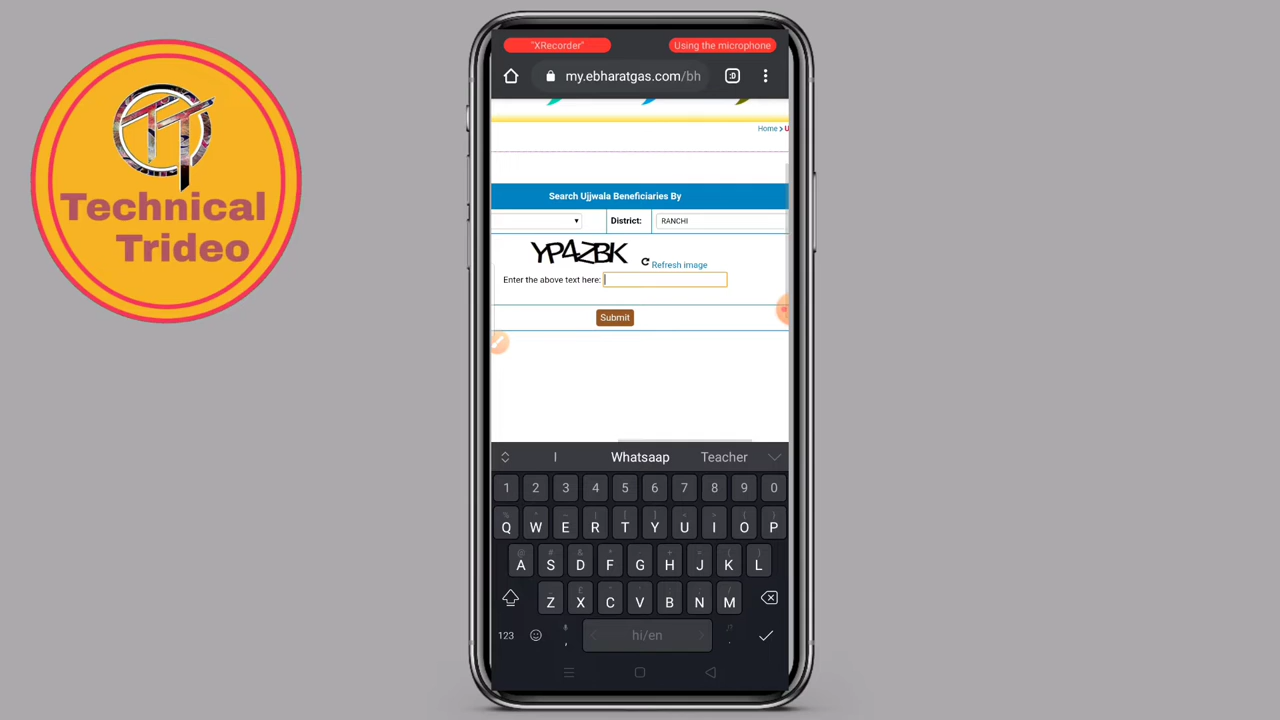 "XRecorder"
Using the microphone
my.ebharatgas.com/bh
:D
Home > U
Search Ujjwala Beneficiaries By
District:
RANCHI
YP4ZBK
Refresh image
Enter the above text here:
Submit
TT
Technical
Trideo
I
Whatsaap
Teacher
1 2 3 4 5 6 7 8 9 0
Q W E R T Y U I O P
A S D F G H J K L
Z X C V B N M
123
hi/en